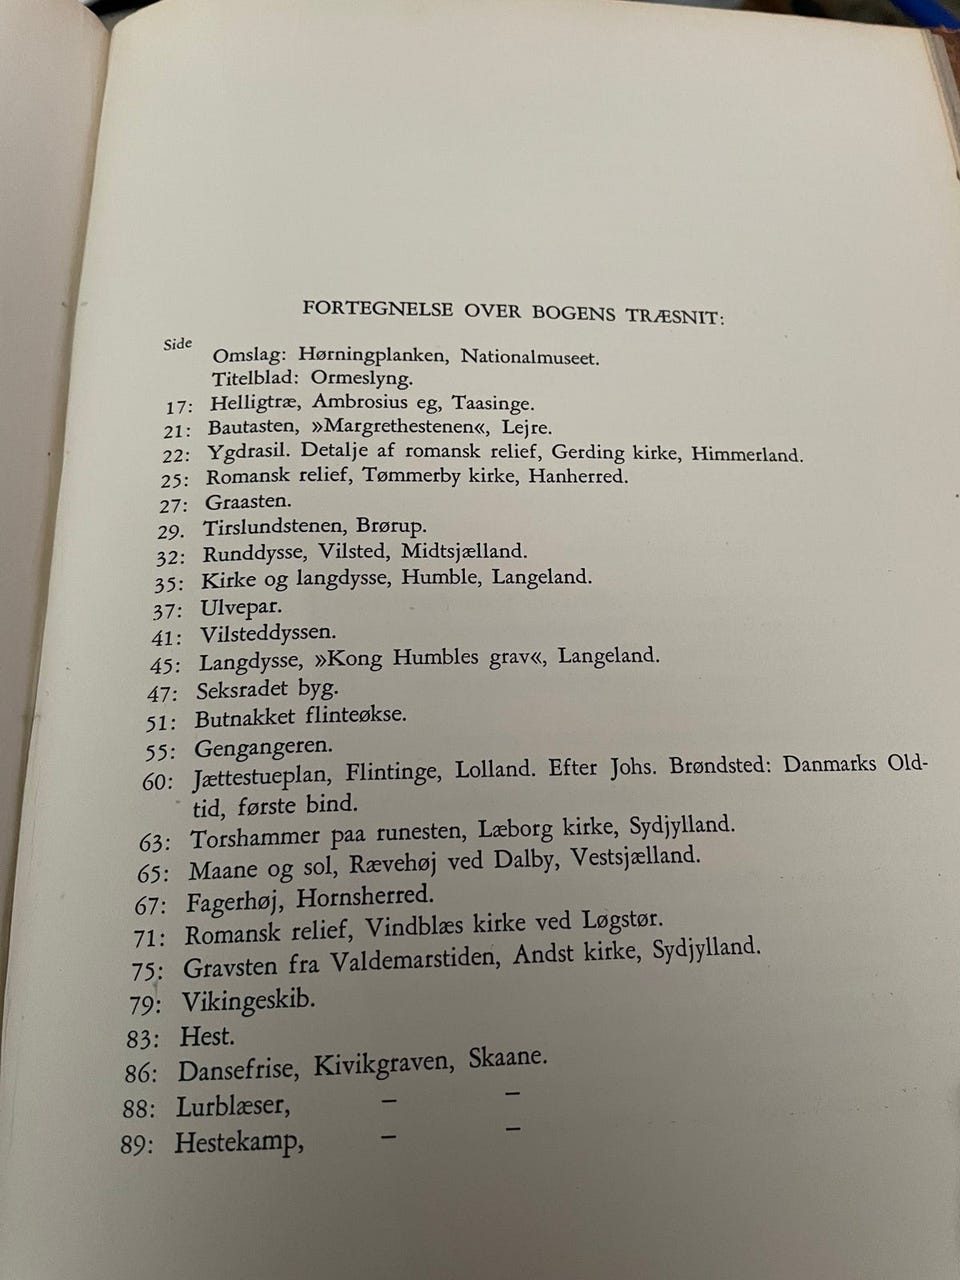 FORTEGNELSE OVER BOGENS TRÆSNIT:
Side
Omslag: Hørningplanken, Nationalmuseet.
Titelblad: Ormeslyng.
17: Helligtræ, Ambrosius eg, Taasinge.
21: Bautasten, »Margrethestenen«, Lejre.
22: Ygdrasil. Detalje af romansk relief, Gerding kirke, Himmerland.
25: Romansk relief, Tømmerby kirke, Hanherred.
27: Graasten.
29. Tirslundstenen, Brørup.
32: Runddysse, Vilsted, Midtsjælland.
35: Kirke og langdysse, Humble, Langeland.
37: Ulvepar.
41: Vilsteddyssen.
45: Langdysse, »Kong Humbles grav«, Langeland.
47: Seksradet byg.
51: Butnakket flinteøkse.
55: Gengangeren.
60: Jættestueplan, Flintinge, Lolland. Efter Johs. Brøndsted: Danmarks Old-
tid, første bind.
63: Torshammer paa runesten, Læborg kirke, Sydjylland.
65: Maane og sol, Rævehøj ved Dalby, Vestsjælland.
67: Fagerhøj, Hornsherred.
71: Romansk relief, Vindblæs kirke ved Løgstør.
75: Gravsten fra Valdemarstiden, Andst kirke, Sydjylland.
79: Vikingeskib.
83: Hest.
86: Dansefrise, Kivikgraven, Skaane.
88: Lurblæser, – –
89: Hestekamp, – –